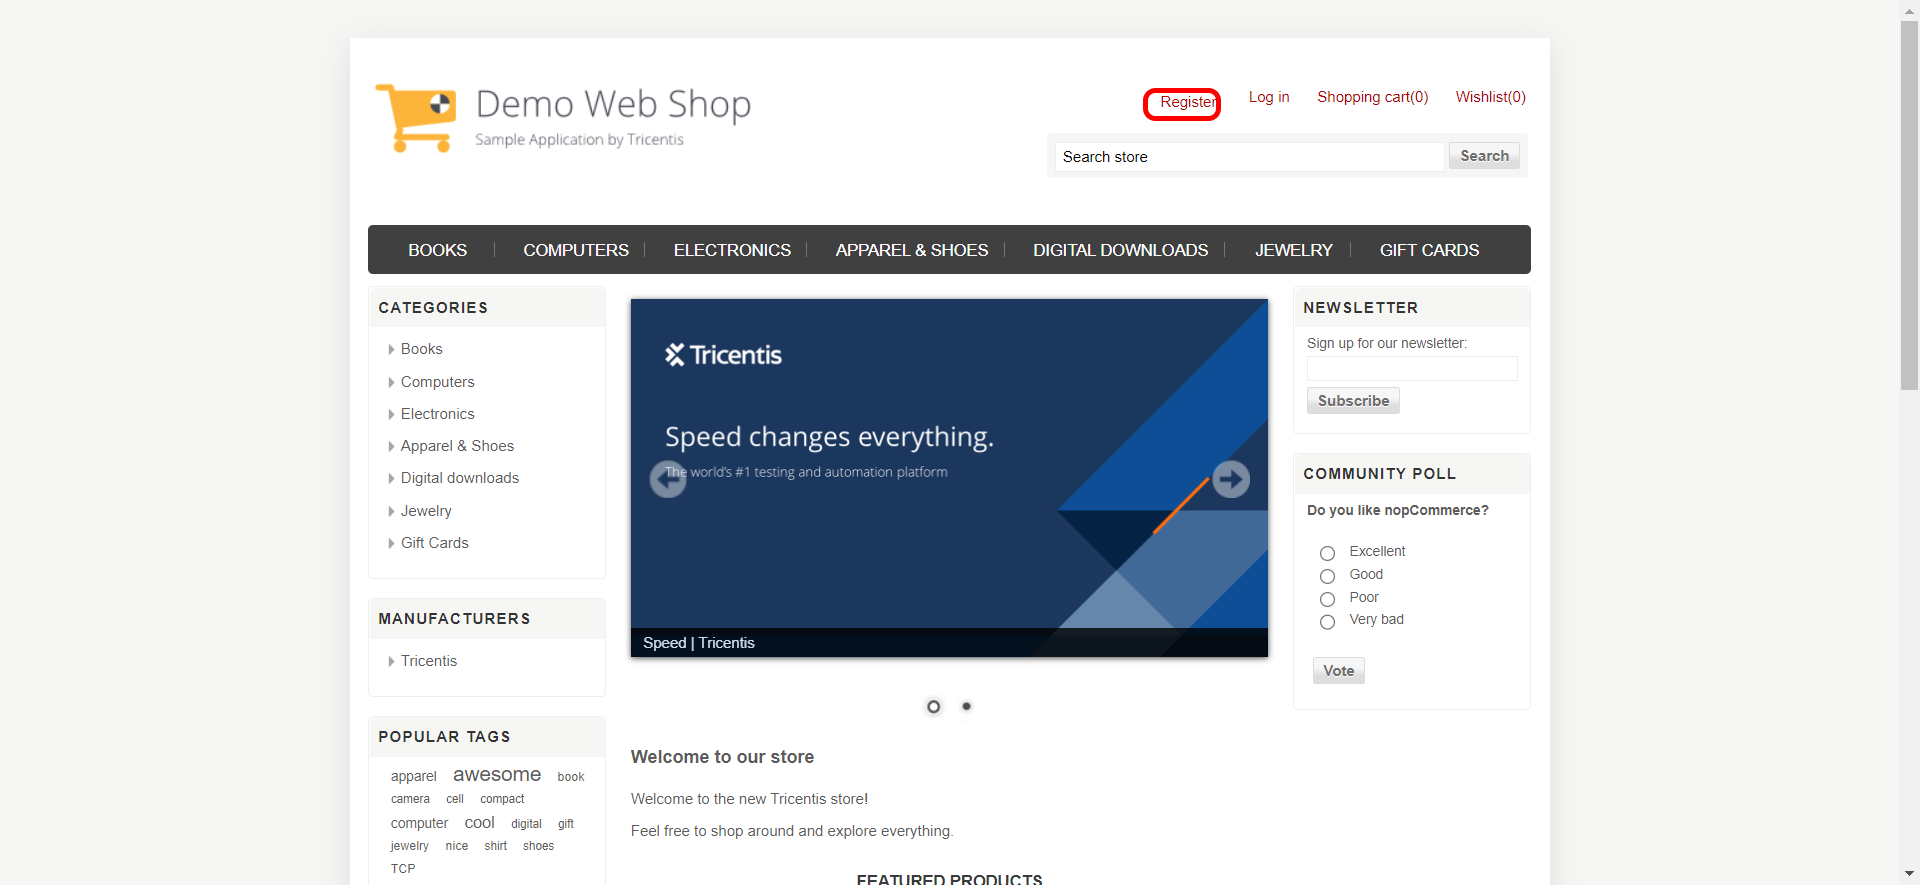 Demo Web Shop
Sample Application by Tricentis
Register Log in Shopping cart(0) Wishlist(0)
Search store Search
BOOKS COMPUTERS ELECTRONICS APPAREL & SHOES DIGITAL DOWNLOADS JEWELRY GIFT CARDS
CATEGORIES
Books
Computers
Electronics
Apparel & Shoes
Digital downloads
Jewelry
Gift Cards
MANUFACTURERS
Tricentis
POPULAR TAGS
apparel awesome book
camera cell compact
computer cool digital gift
jewelry nice shirt shoes
TCP
Tricentis
Speed changes everything.
The world's #1 testing and automation platform
Speed | Tricentis
Welcome to our store
Welcome to the new Tricentis store!
Feel free to shop around and explore everything.
FEATURED PRODUCTS
NEWSLETTER
Sign up for our newsletter:
Subscribe
COMMUNITY POLL
Do you like nopCommerce?
Excellent
Good
Poor
Very bad
Vote